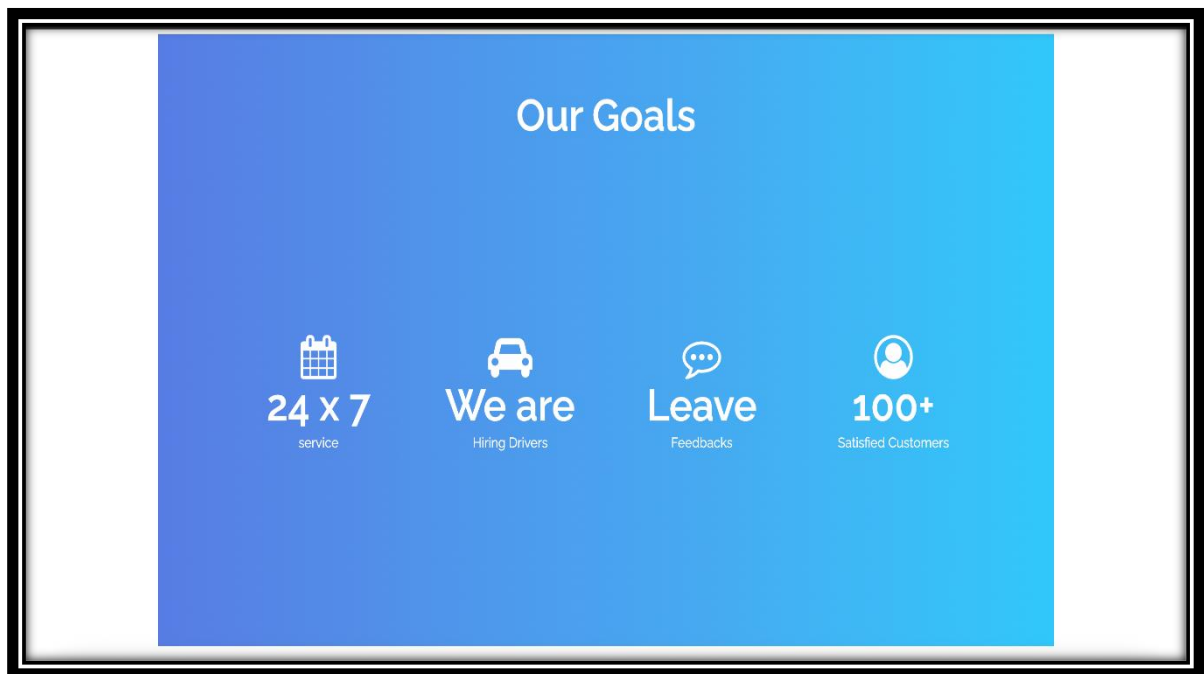 Our Goals
24 x 7
service
We are
Hiring Drivers
Leave
Feedbacks
100+
Satisfied Customers